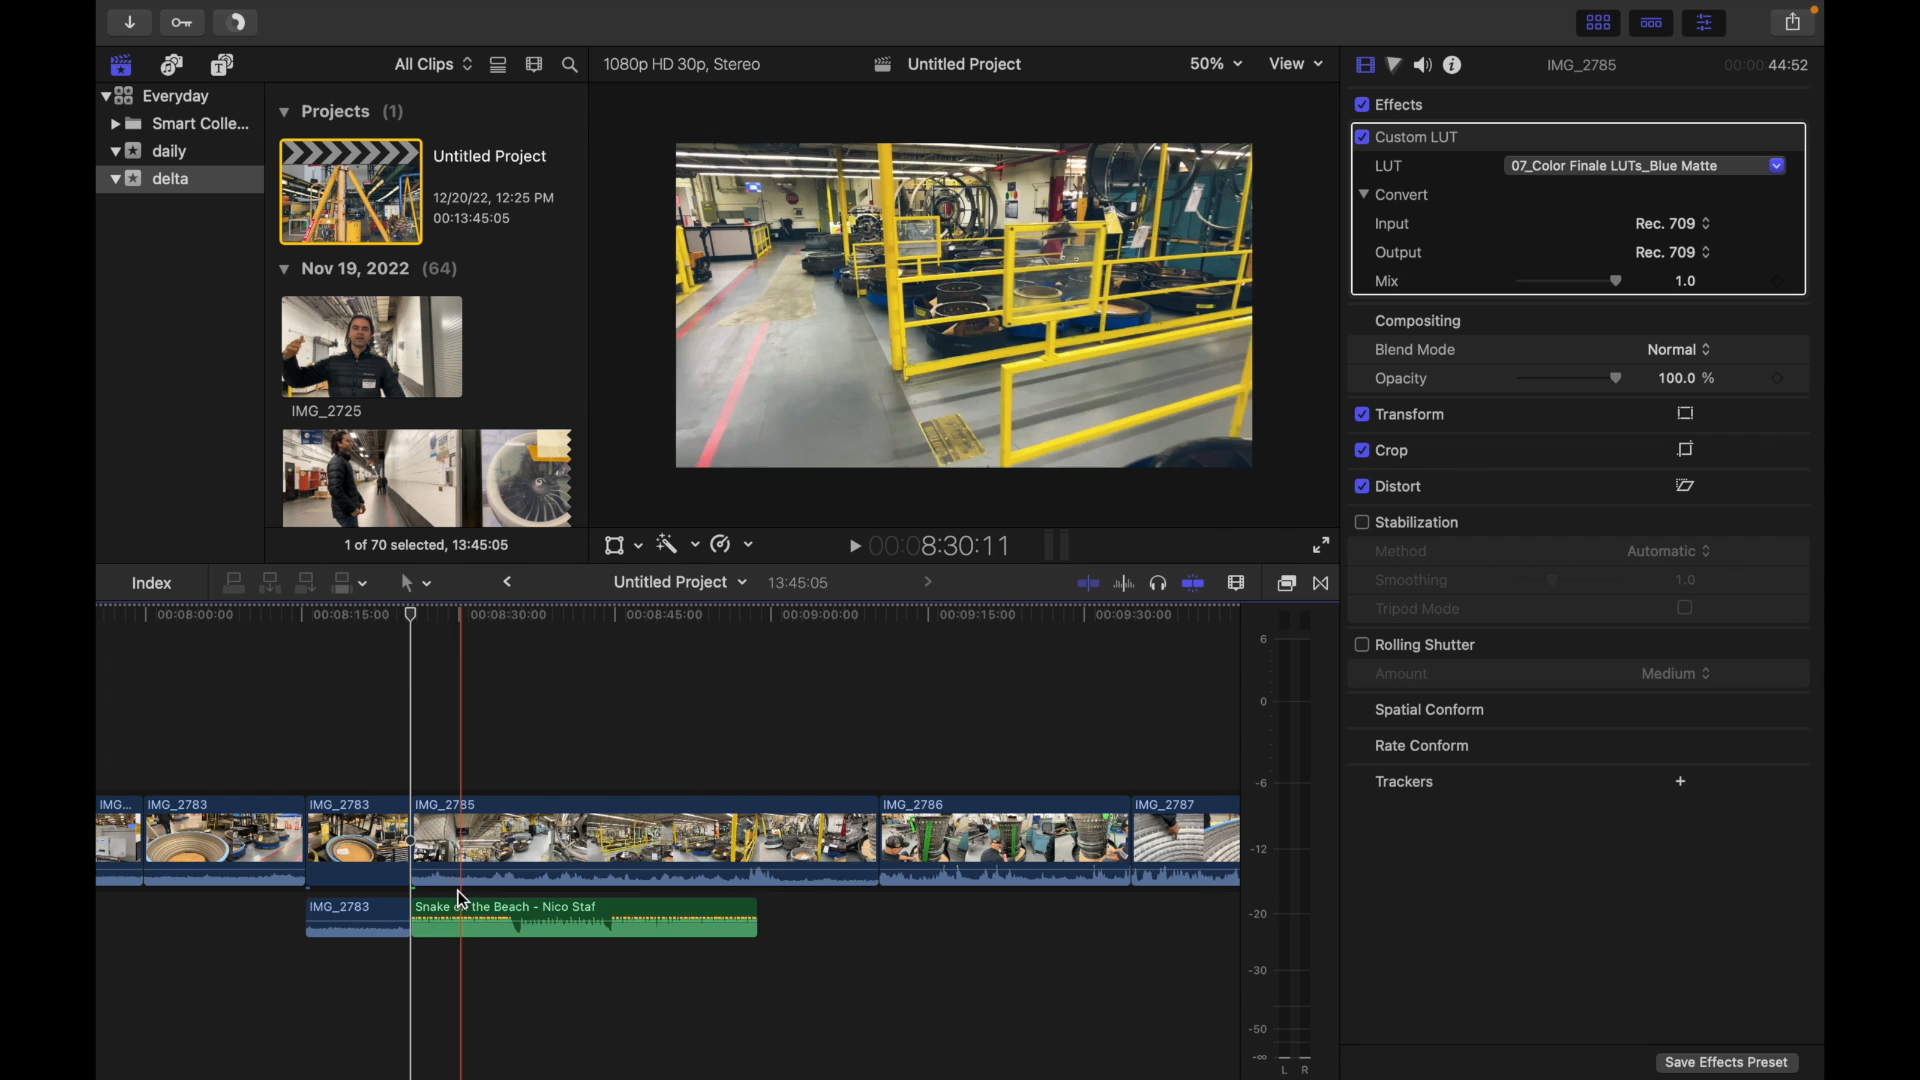 All Clips
1080p HD 30p, Stereo
Untitled Project
50%
View
IMG_2785
00:00:44:52
Everyday
Smart Colle...
daily
delta
Projects (1)
Untitled Project
12/20/22, 12:25 PM
00:13:45:05
Nov 19, 2022 (64)
IMG_2725
1 of 70 selected, 13:45:05
00:08:30:11
Effects
Custom LUT
LUT
07_Color Finale LUTs_Blue Matte
Convert
Input
Rec. 709
Output
Rec. 709
Mix
1.0
Compositing
Blend Mode
Normal
Opacity
100.0 %
Transform
Crop
Distort
Stabilization
Method
Automatic
Smoothing
1.0
Tripod Mode
Rolling Shutter
Amount
Medium
Spatial Conform
Rate Conform
Trackers
+
Save Effects Preset
Index
Untitled Project
13:45:05
00:08:00:00
00:08:15:00
00:08:30:00
00:08:45:00
00:09:00:00
00:09:15:00
00:09:30:00
IMG...
IMG_2783
IMG_2783
IMG_2785
IMG_2786
IMG_2787
IMG_2783
Snake on the Beach - Nico Staf
6
0
-6
-12
-20
-30
-50
-∞
L R